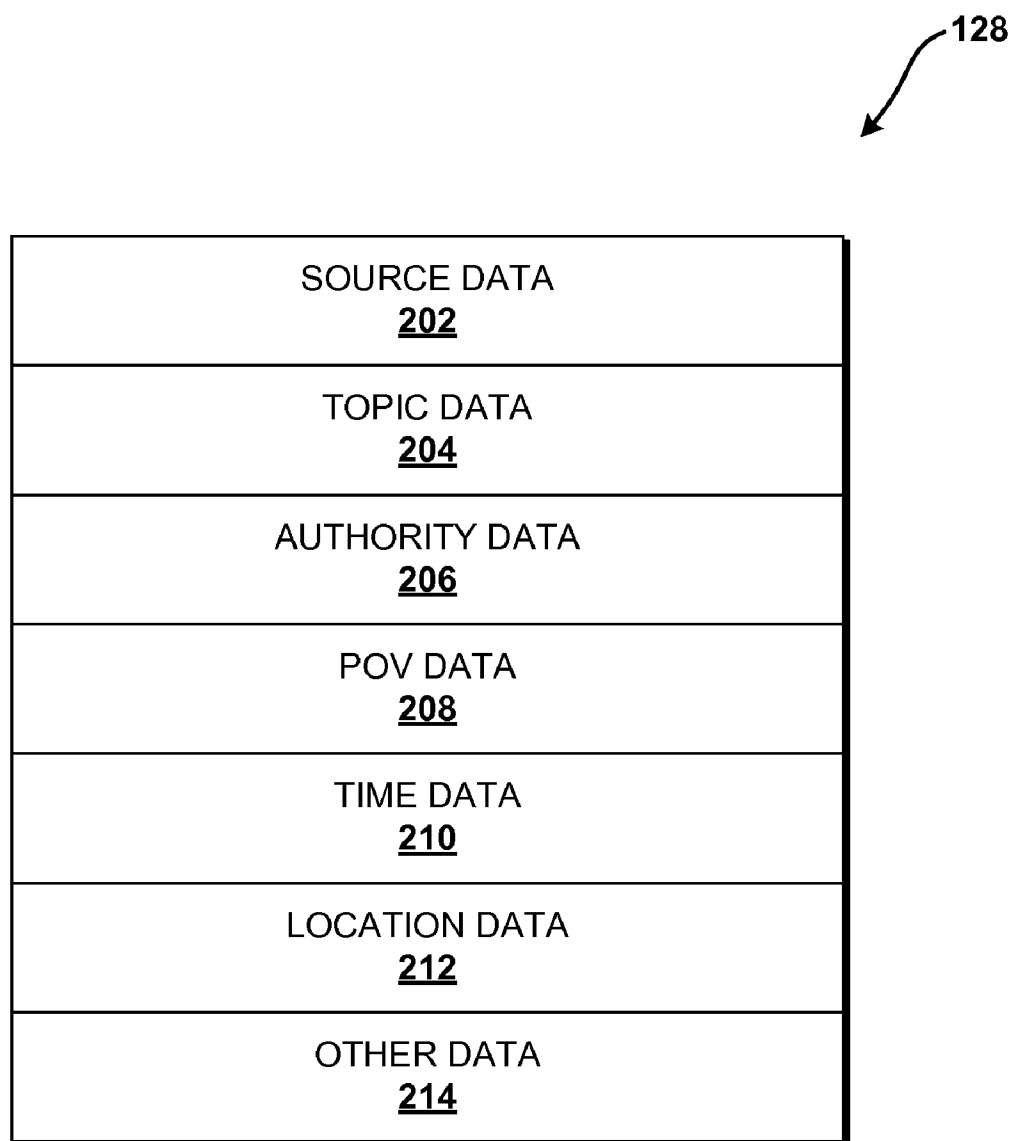 128
SOURCE DATA
202
TOPIC DATA
204
AUTHORITY DATA
206
POV DATA
208
TIME DATA
210
LOCATION DATA
212
OTHER DATA
214